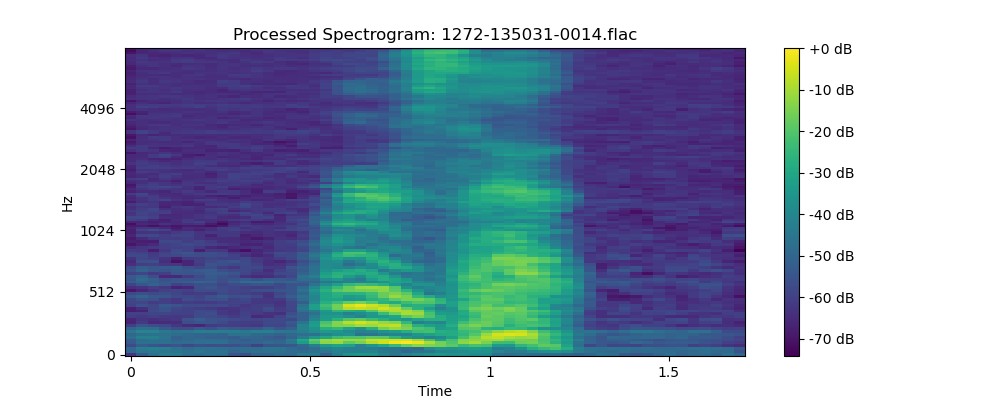 Processed Spectrogram: 1272-135031-0014.flac
Hz
4096
2048
1024
512
0
0
0.5
1
1.5
Time
+0 dB
-10 dB
-20 dB
-30 dB
-40 dB
-50 dB
-60 dB
-70 dB